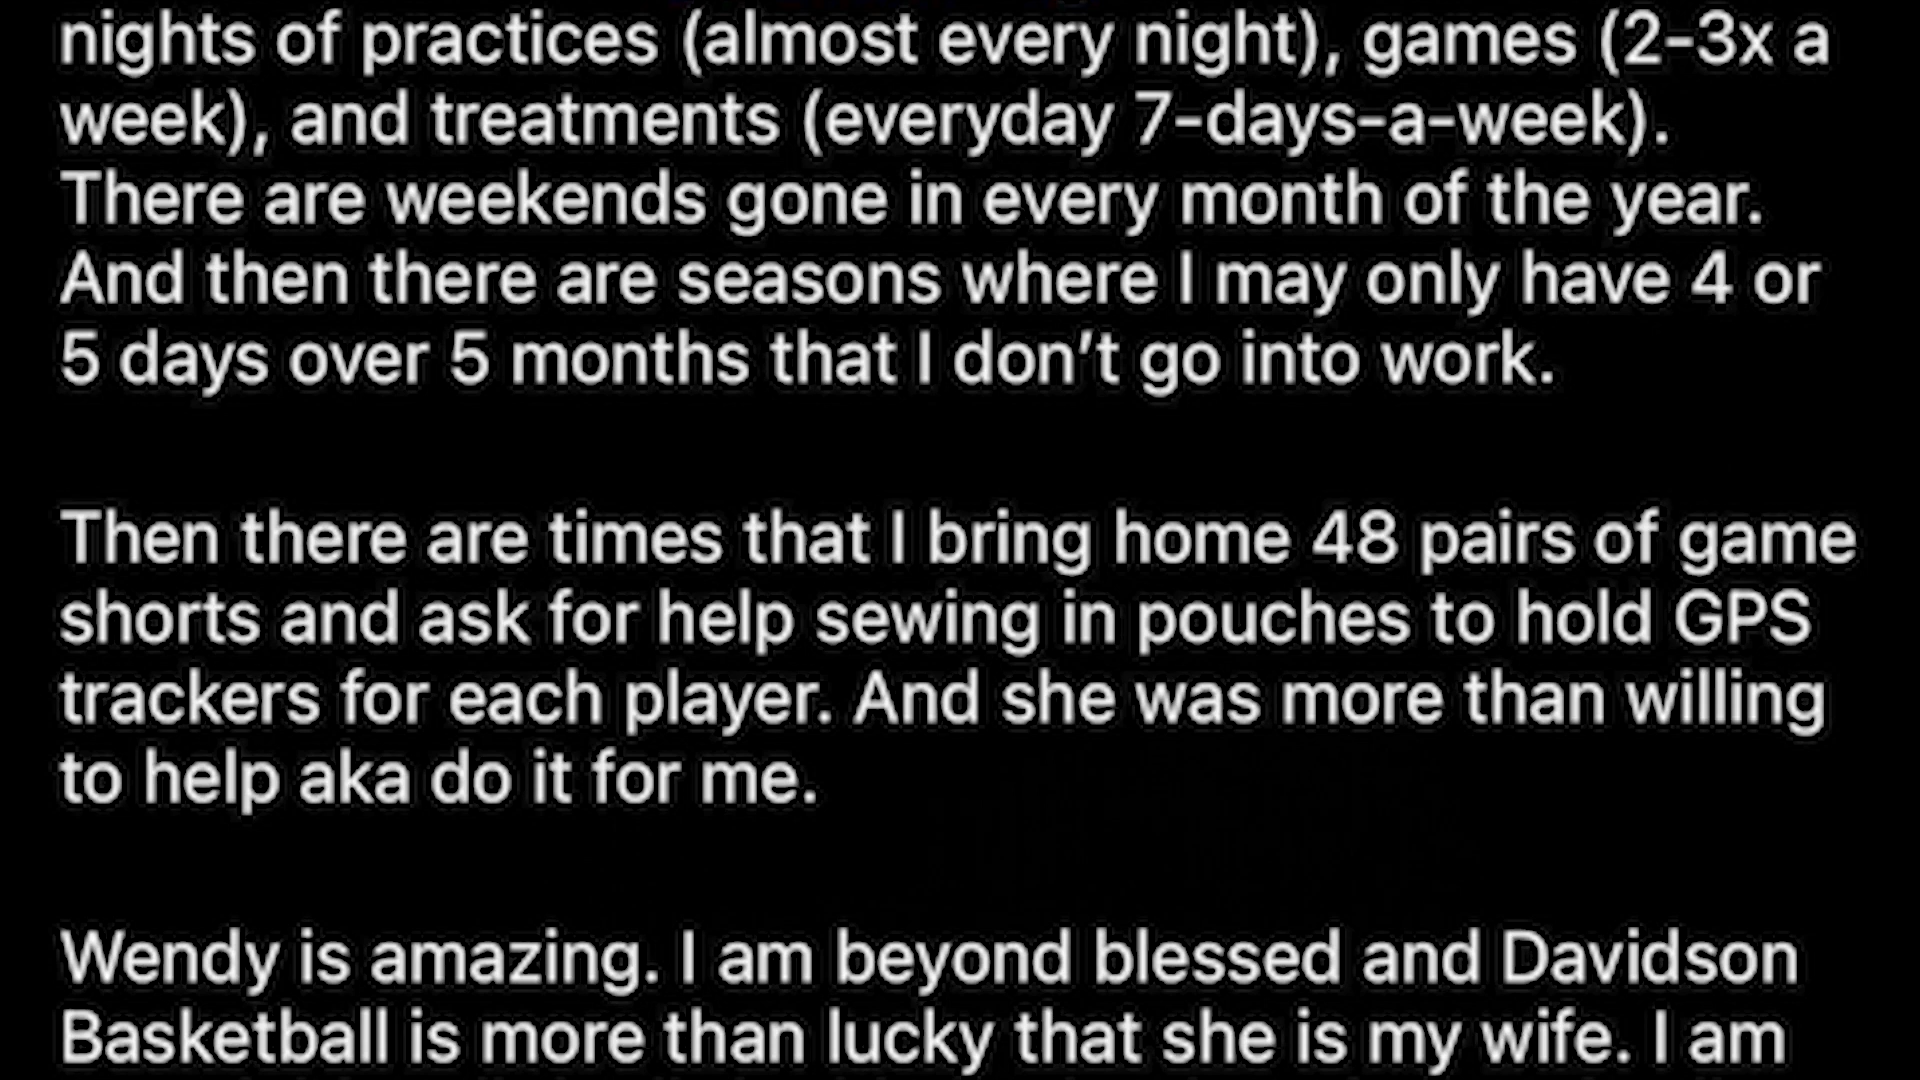 nights of practices (almost every night), games (2-3x a
week), and treatments (everyday 7-days-a-week).
There are weekends gone in every month of the year.
And then there are seasons where I may only have 4 or
5 days over 5 months that I don’t go into work.
Then there are times that I bring home 48 pairs of game
shorts and ask for help sewing in pouches to hold GPS
trackers for each player. And she was more than willing
to help aka do it for me.
Wendy is amazing. I am beyond blessed and Davidson
Basketball is more than lucky that she is my wife. I am